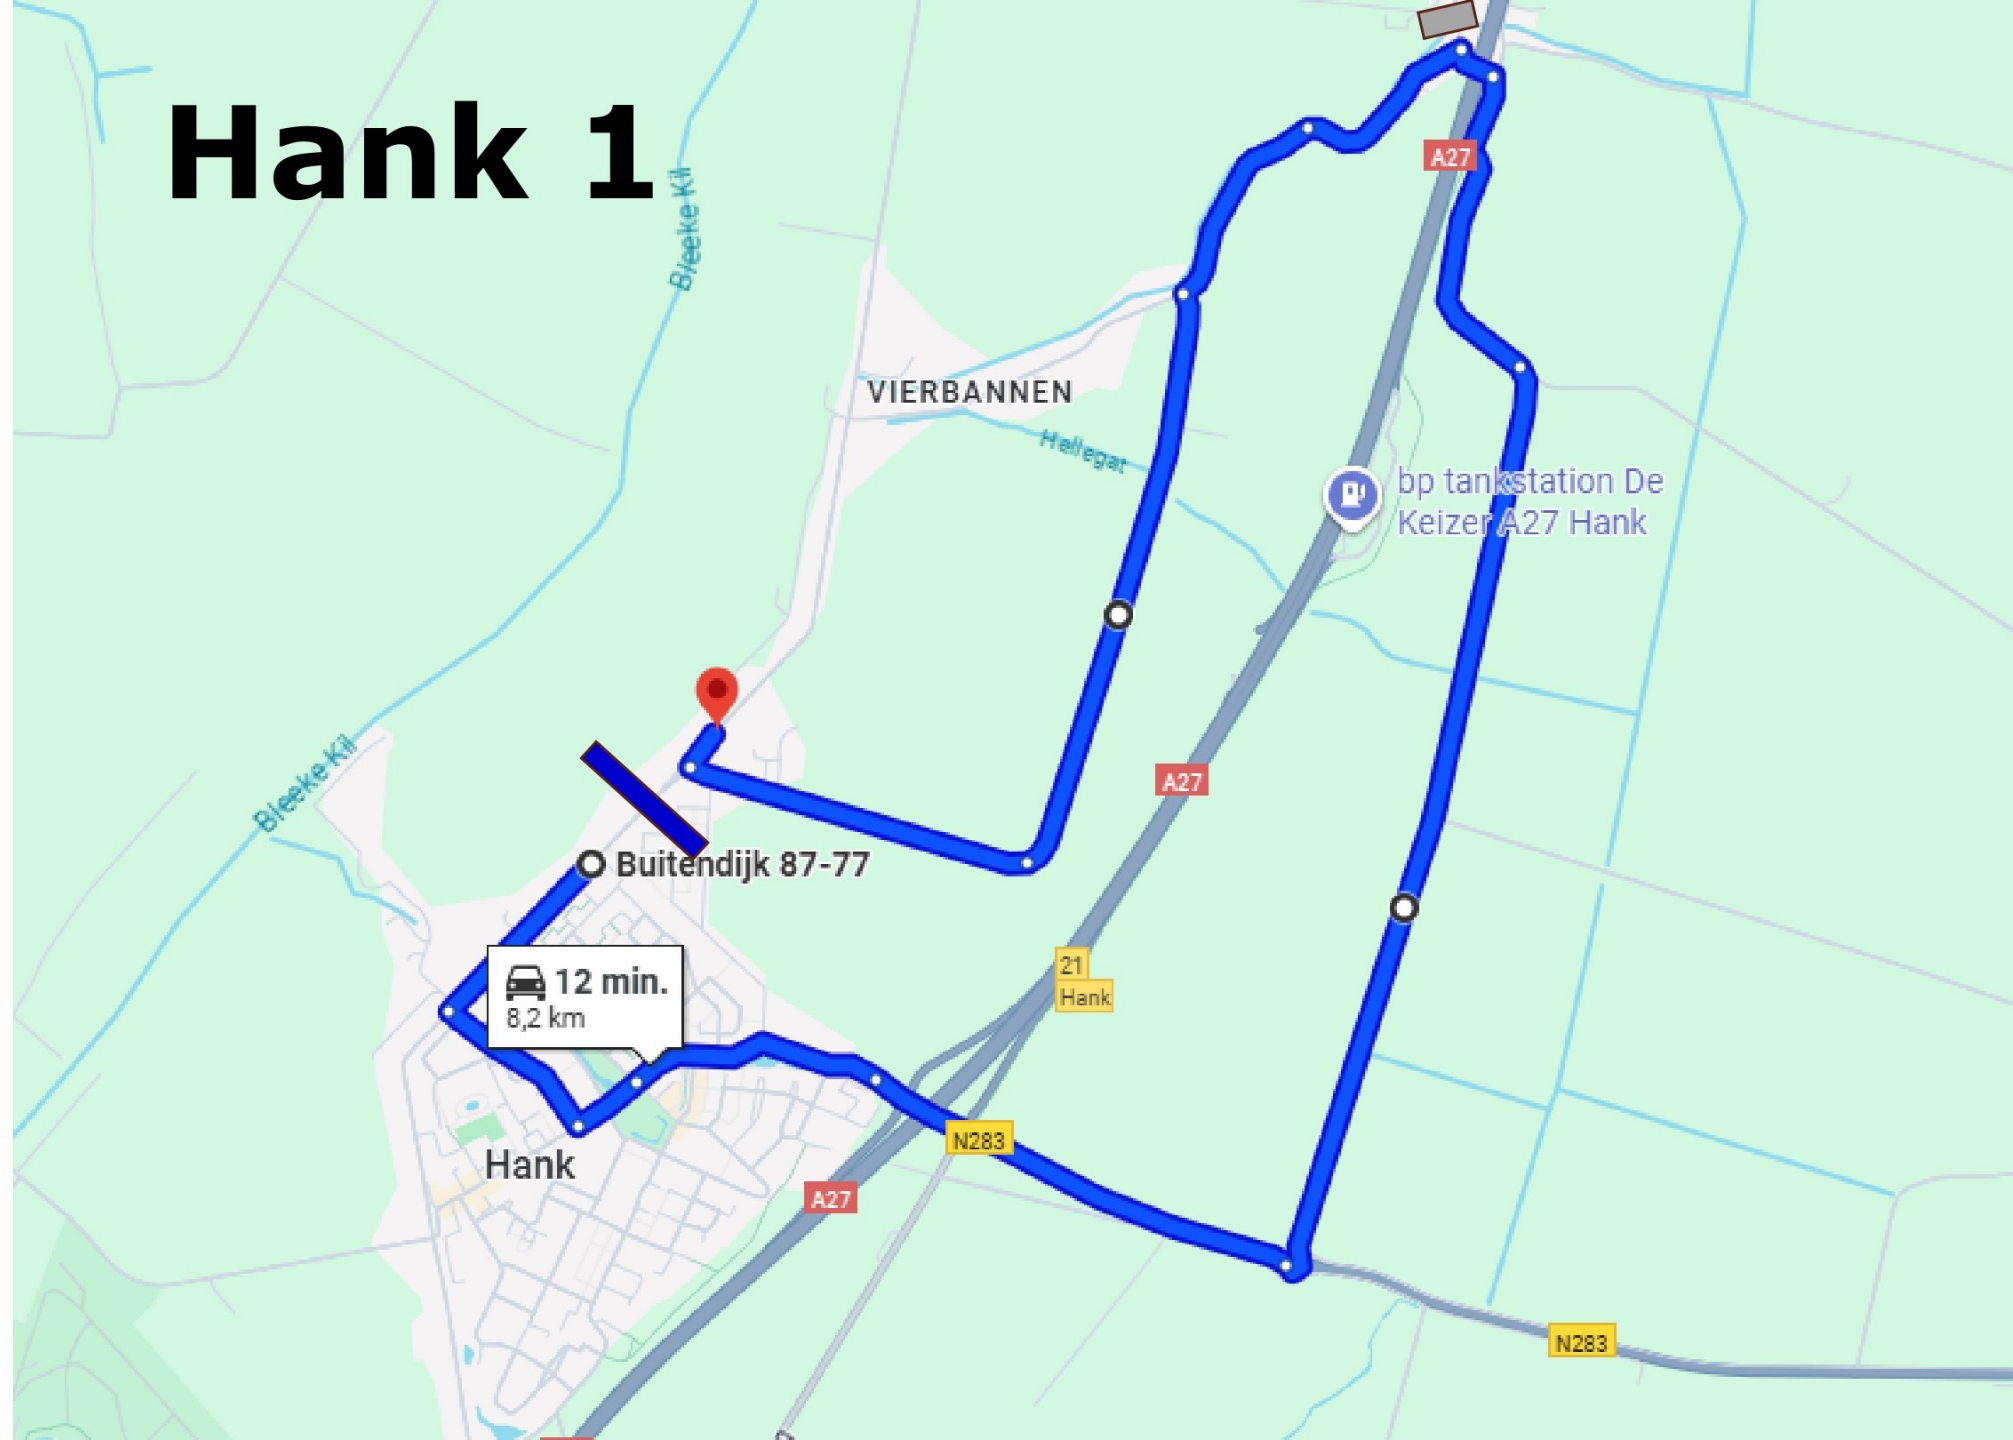 Hank 1
Bleeke Kil
A27
VIERBANNEN
Hellegat
bp tankstation De
Keizer A27 Hank
Bleeke Kil
A27
Buitendijk 87-77
21
Hank
12 min.
8,2 km
N283
Hank
A27
N283